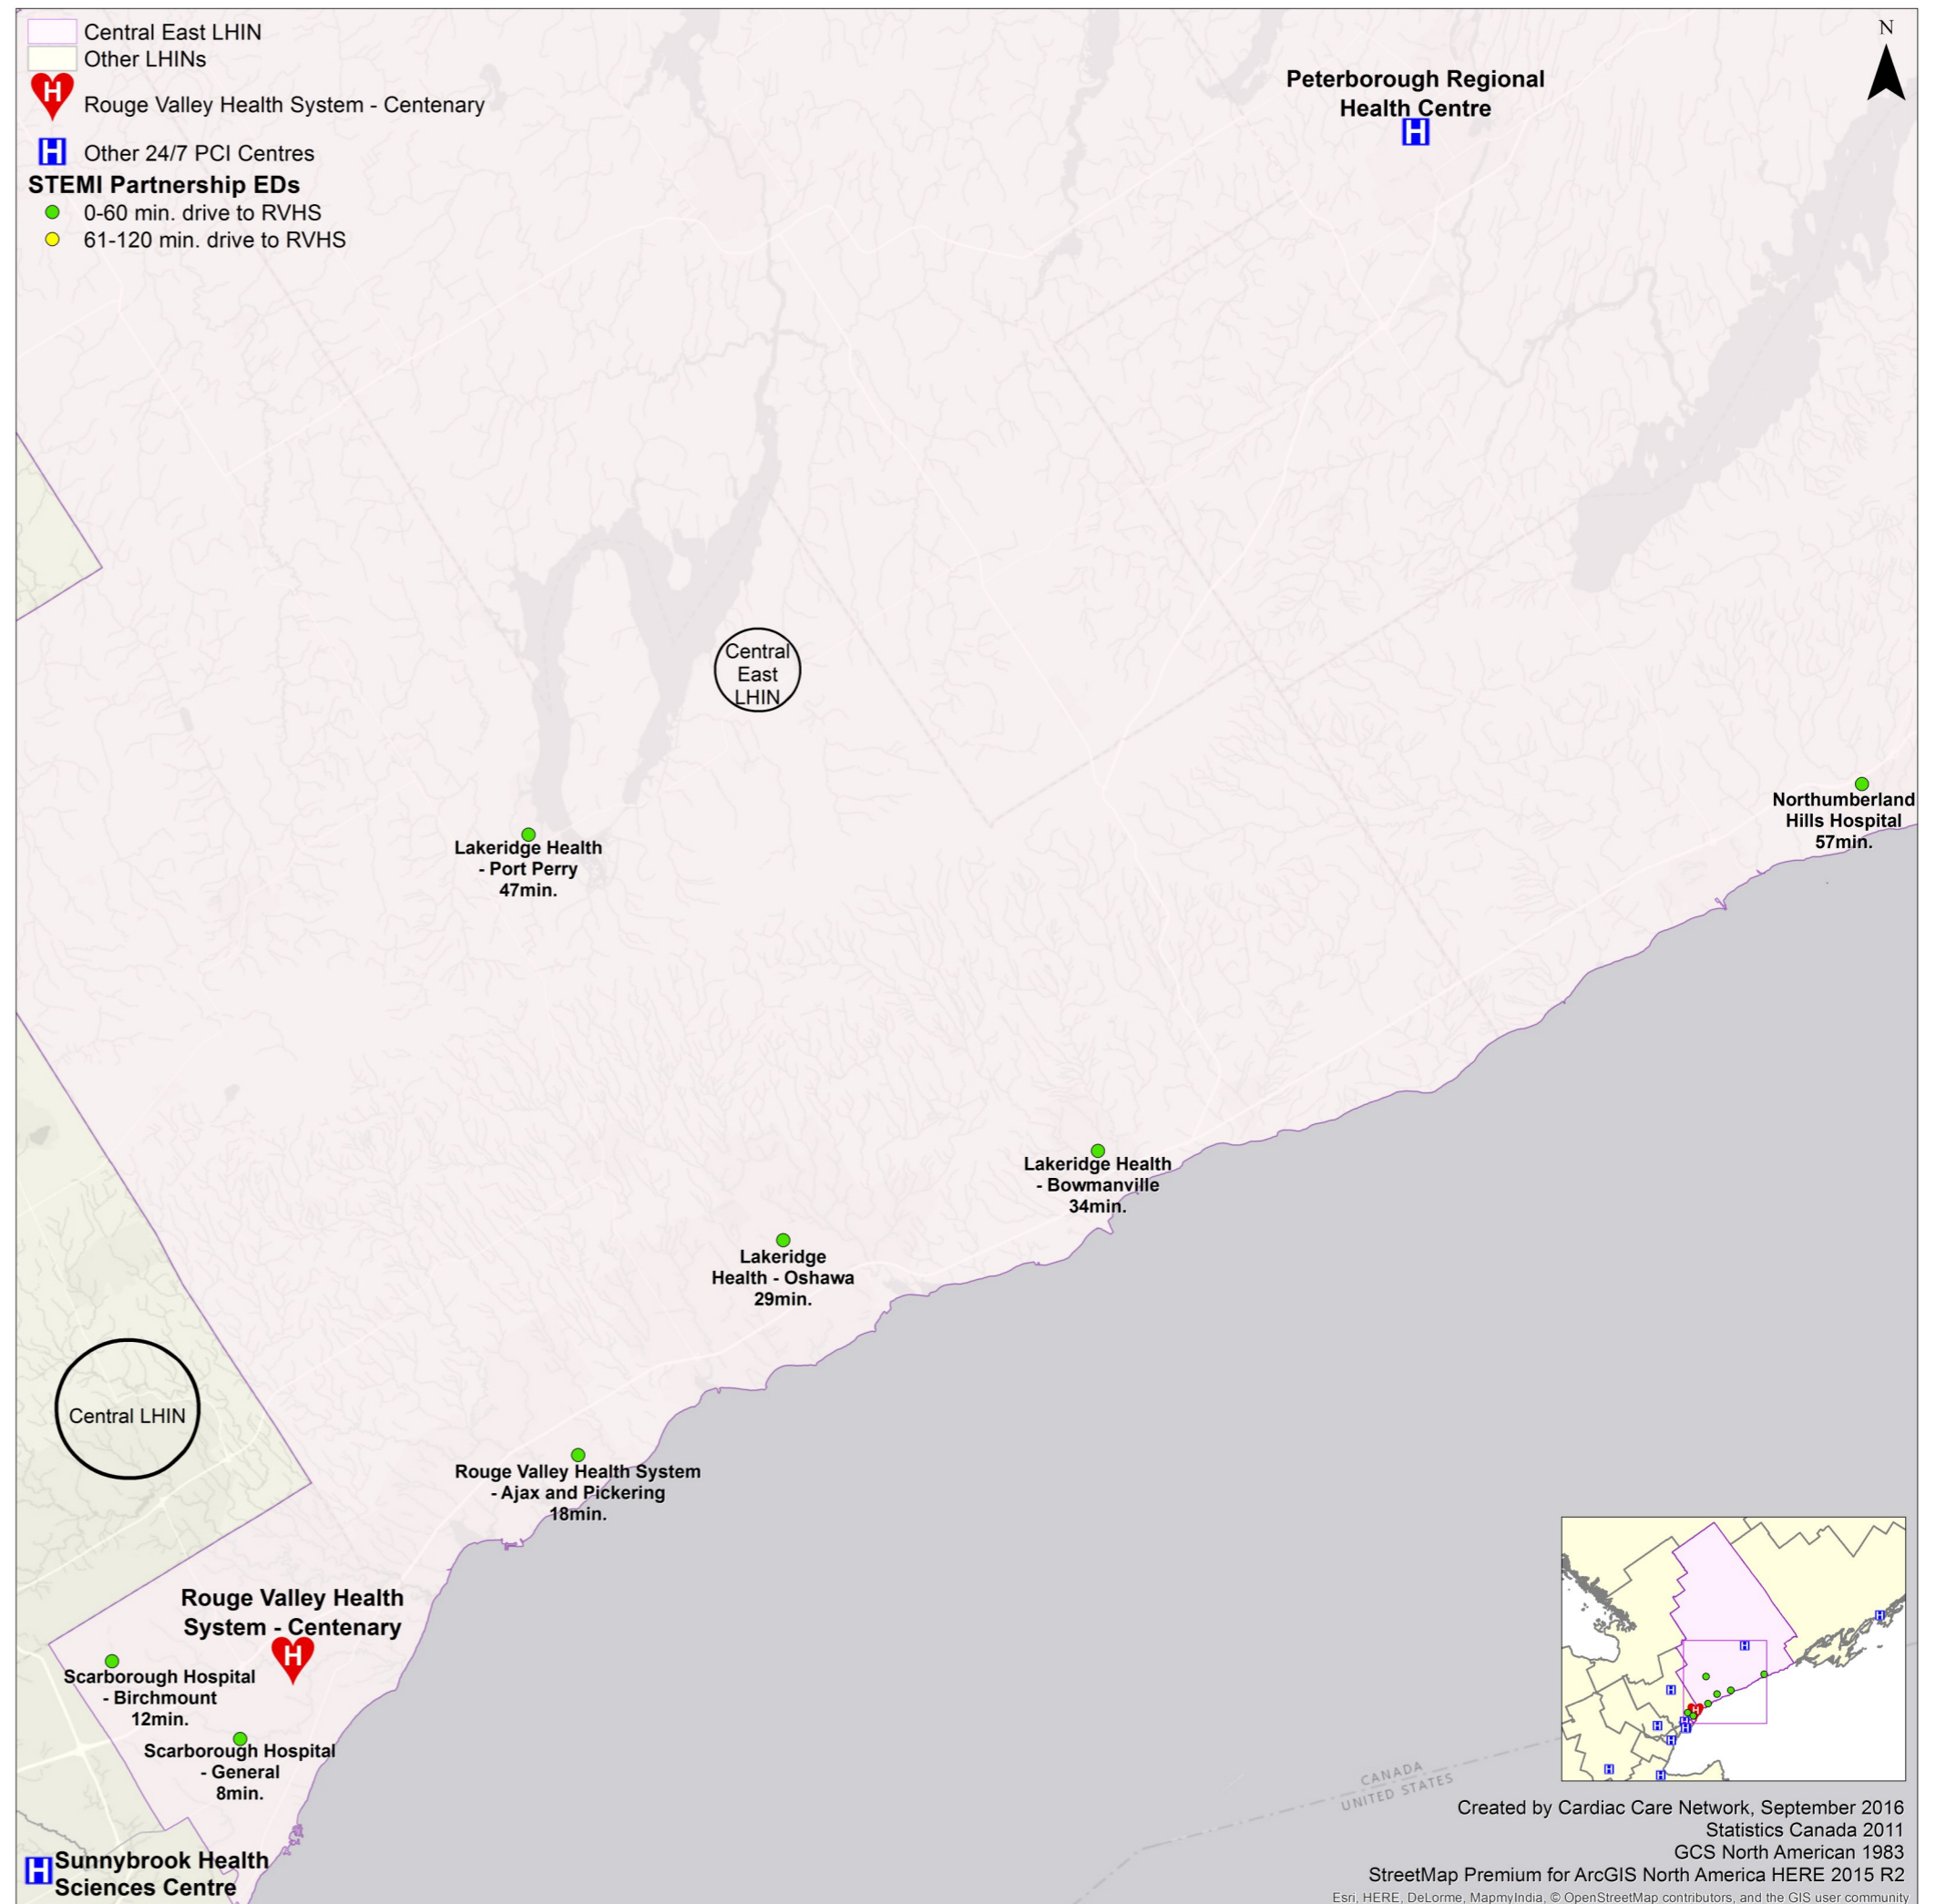 Central East LHIN
Other LHINs
H
Rouge Valley Health System - Centenary
H
Other 24/7 PCI Centres
STEMI Partnership EDs
0-60 min. drive to RVHS
61-120 min. drive to RVHS
N
Peterborough Regional
Health Centre
H
Central
East
LHIN
Northumberland
Hills Hospital
57min.
Lakeridge Health
- Port Perry
47min.
Lakeridge Health
- Bowmanville
34min.
Lakeridge
Health - Oshawa
29min.
Central LHIN
Rouge Valley Health System
- Ajax and Pickering
18min.
Rouge Valley Health
System - Centenary
H
Scarborough Hospital
- Birchmount
12min.
Scarborough Hospital
- General
8min.
H
Sunnybrook Health
Sciences Centre
CANADA
UNITED STATES
H
H
H
H
H
H
H
H
H
H
Created by Cardiac Care Network, September 2016
Statistics Canada 2011
GCS North American 1983
StreetMap Premium for ArcGIS North America HERE 2015 R2
Esri, HERE, DeLorme, MapmyIndia, © OpenStreetMap contributors, and the GIS user community